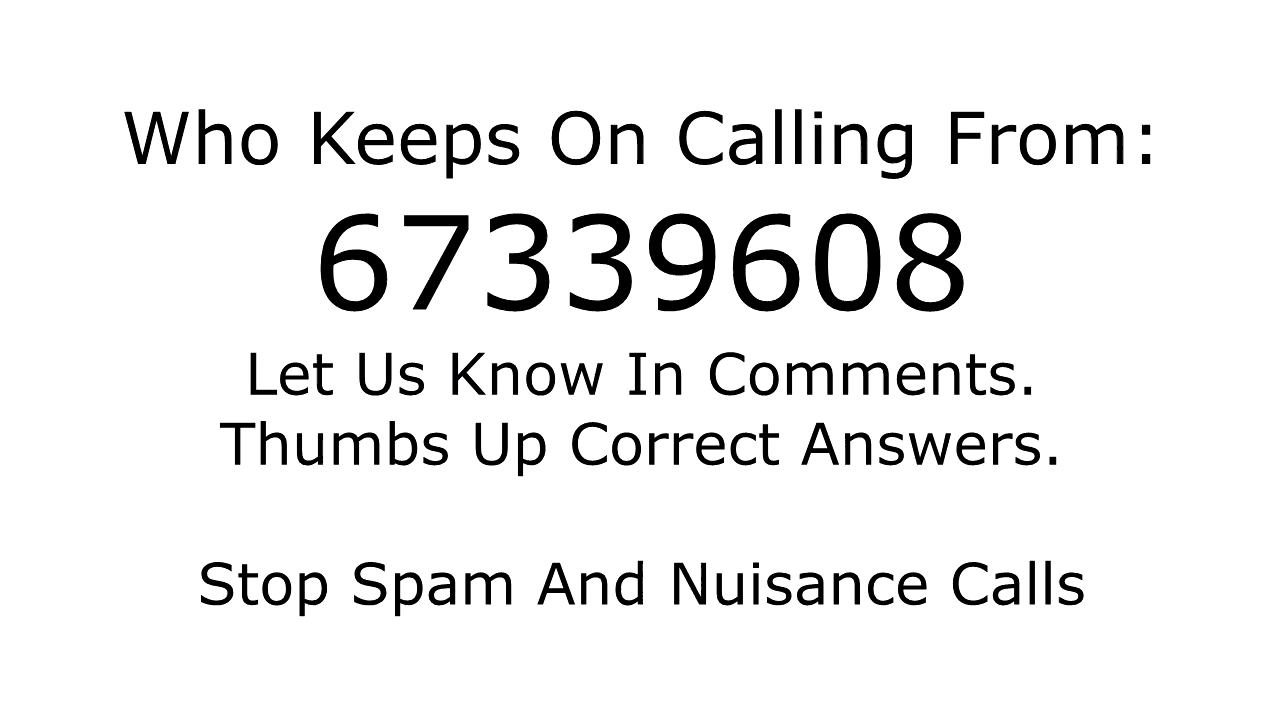 Who Keeps On Calling From:
67339608
Let Us Know In Comments.
Thumbs Up Correct Answers.
Stop Spam And Nuisance Calls